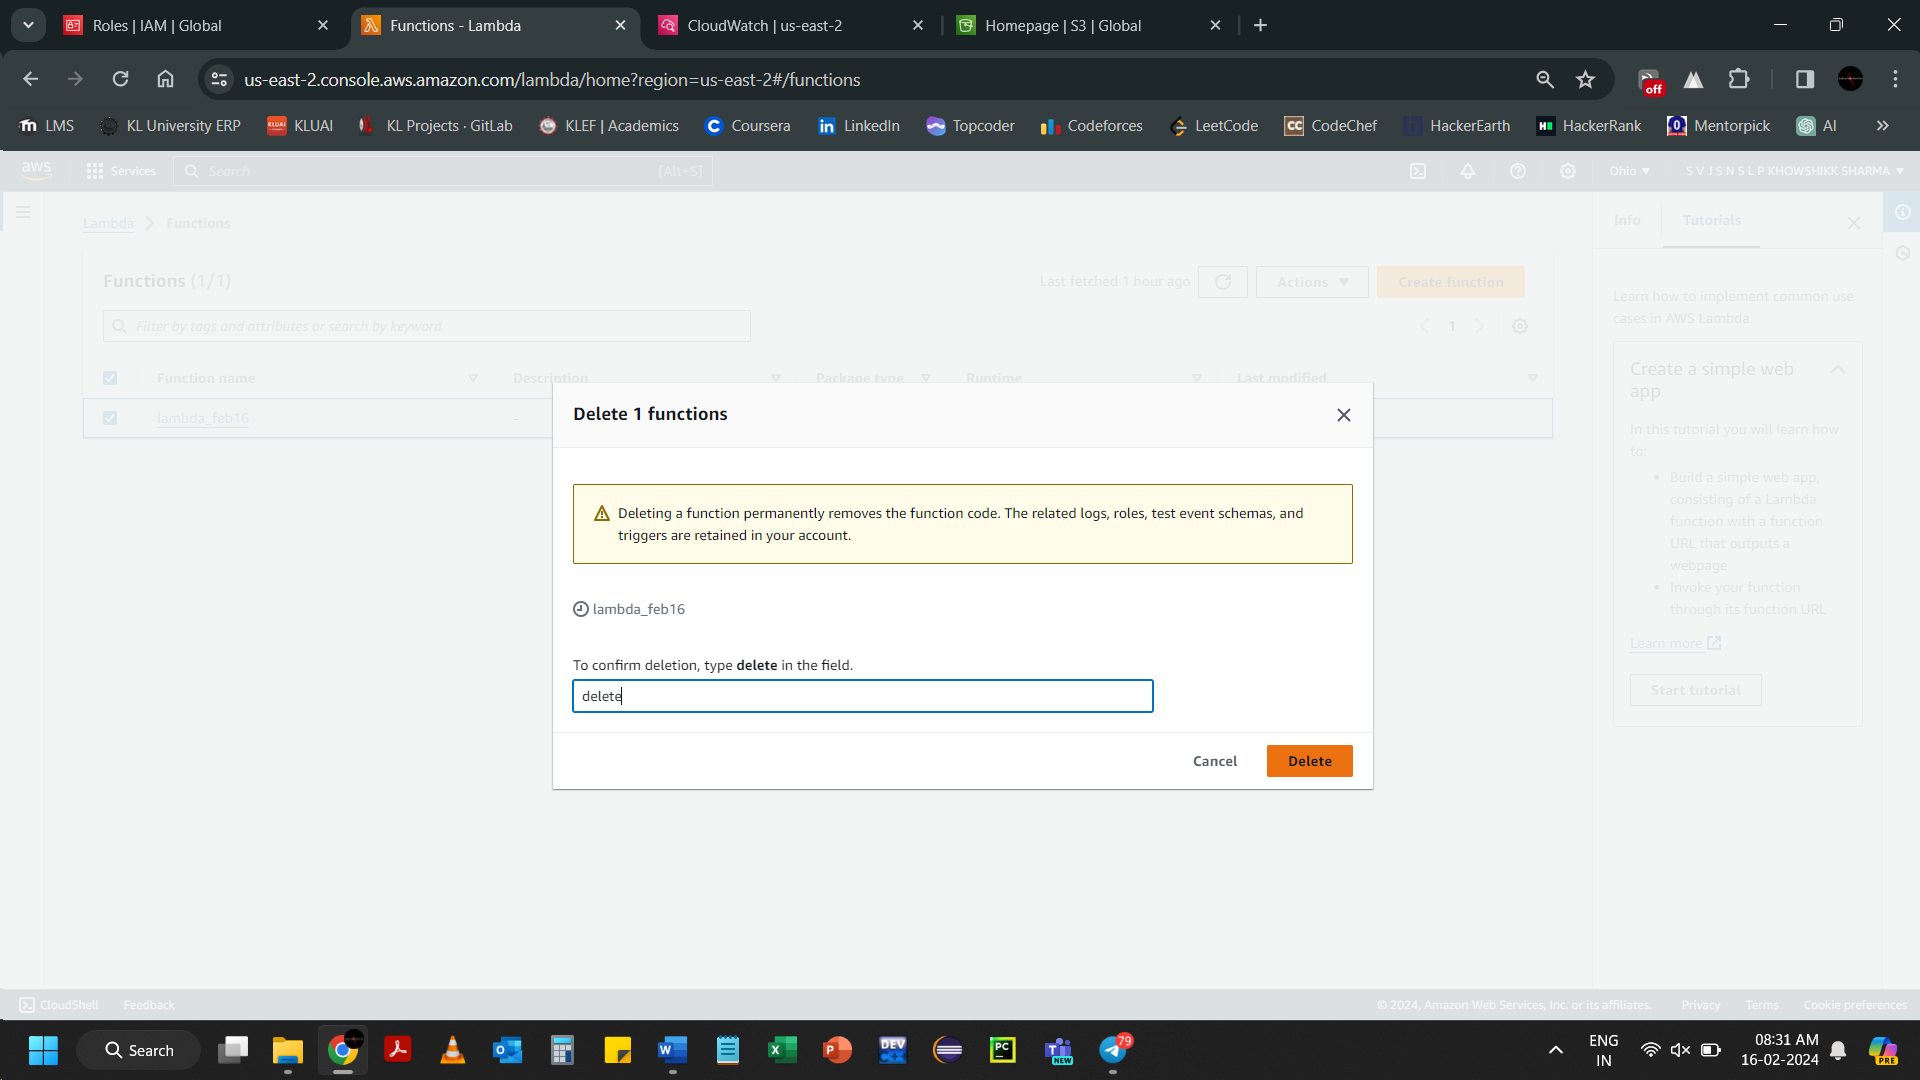 Roles | IAM | Global
Functions - Lambda
CloudWatch | us-east-2
Homepage | S3 | Global
us-east-2.console.aws.amazon.com/lambda/home?region=us-east-2#/functions
off
LMS
KL University ERP
KLUAI
KLUAI
KL Projects · GitLab
KLEF | Academics
Coursera
LinkedIn
Topcoder
Codeforces
LeetCode
CodeChef
HackerEarth
HackerRank
Mentorpick
AI
aws
Services
Search
[Alt+S]
Ohio
S V J S N S L P KHOWSHIKK SHARMA
Lambda
Functions
Info
Tutorials
Functions (1/1)
Last fetched 1 hour ago
Actions
Create function
Filter by tags and attributes or search by keyword
1
Function name
Description
Package type
Runtime
Last modified
lambda_feb16
-
Learn how to implement common use
cases in AWS Lambda.
Create a simple web
app
In this tutorial you will learn how
to:
• Build a simple web app,
consisting of a Lambda
function with a function
URL that outputs a
webpage
• Invoke your function
through its function URL
Learn more
Start tutorial
Delete 1 functions
Deleting a function permanently removes the function code. The related logs, roles, test event schemas, and
triggers are retained in your account.
lambda_feb16
To confirm deletion, type delete in the field.
delete
Cancel
Delete
CloudShell
Feedback
© 2024, Amazon Web Services, Inc. or its affiliates.
Privacy
Terms
Cookie preferences
Search
DEV
PC
NEW
79
ENG
IN
08:31 AM
16-02-2024
PRE